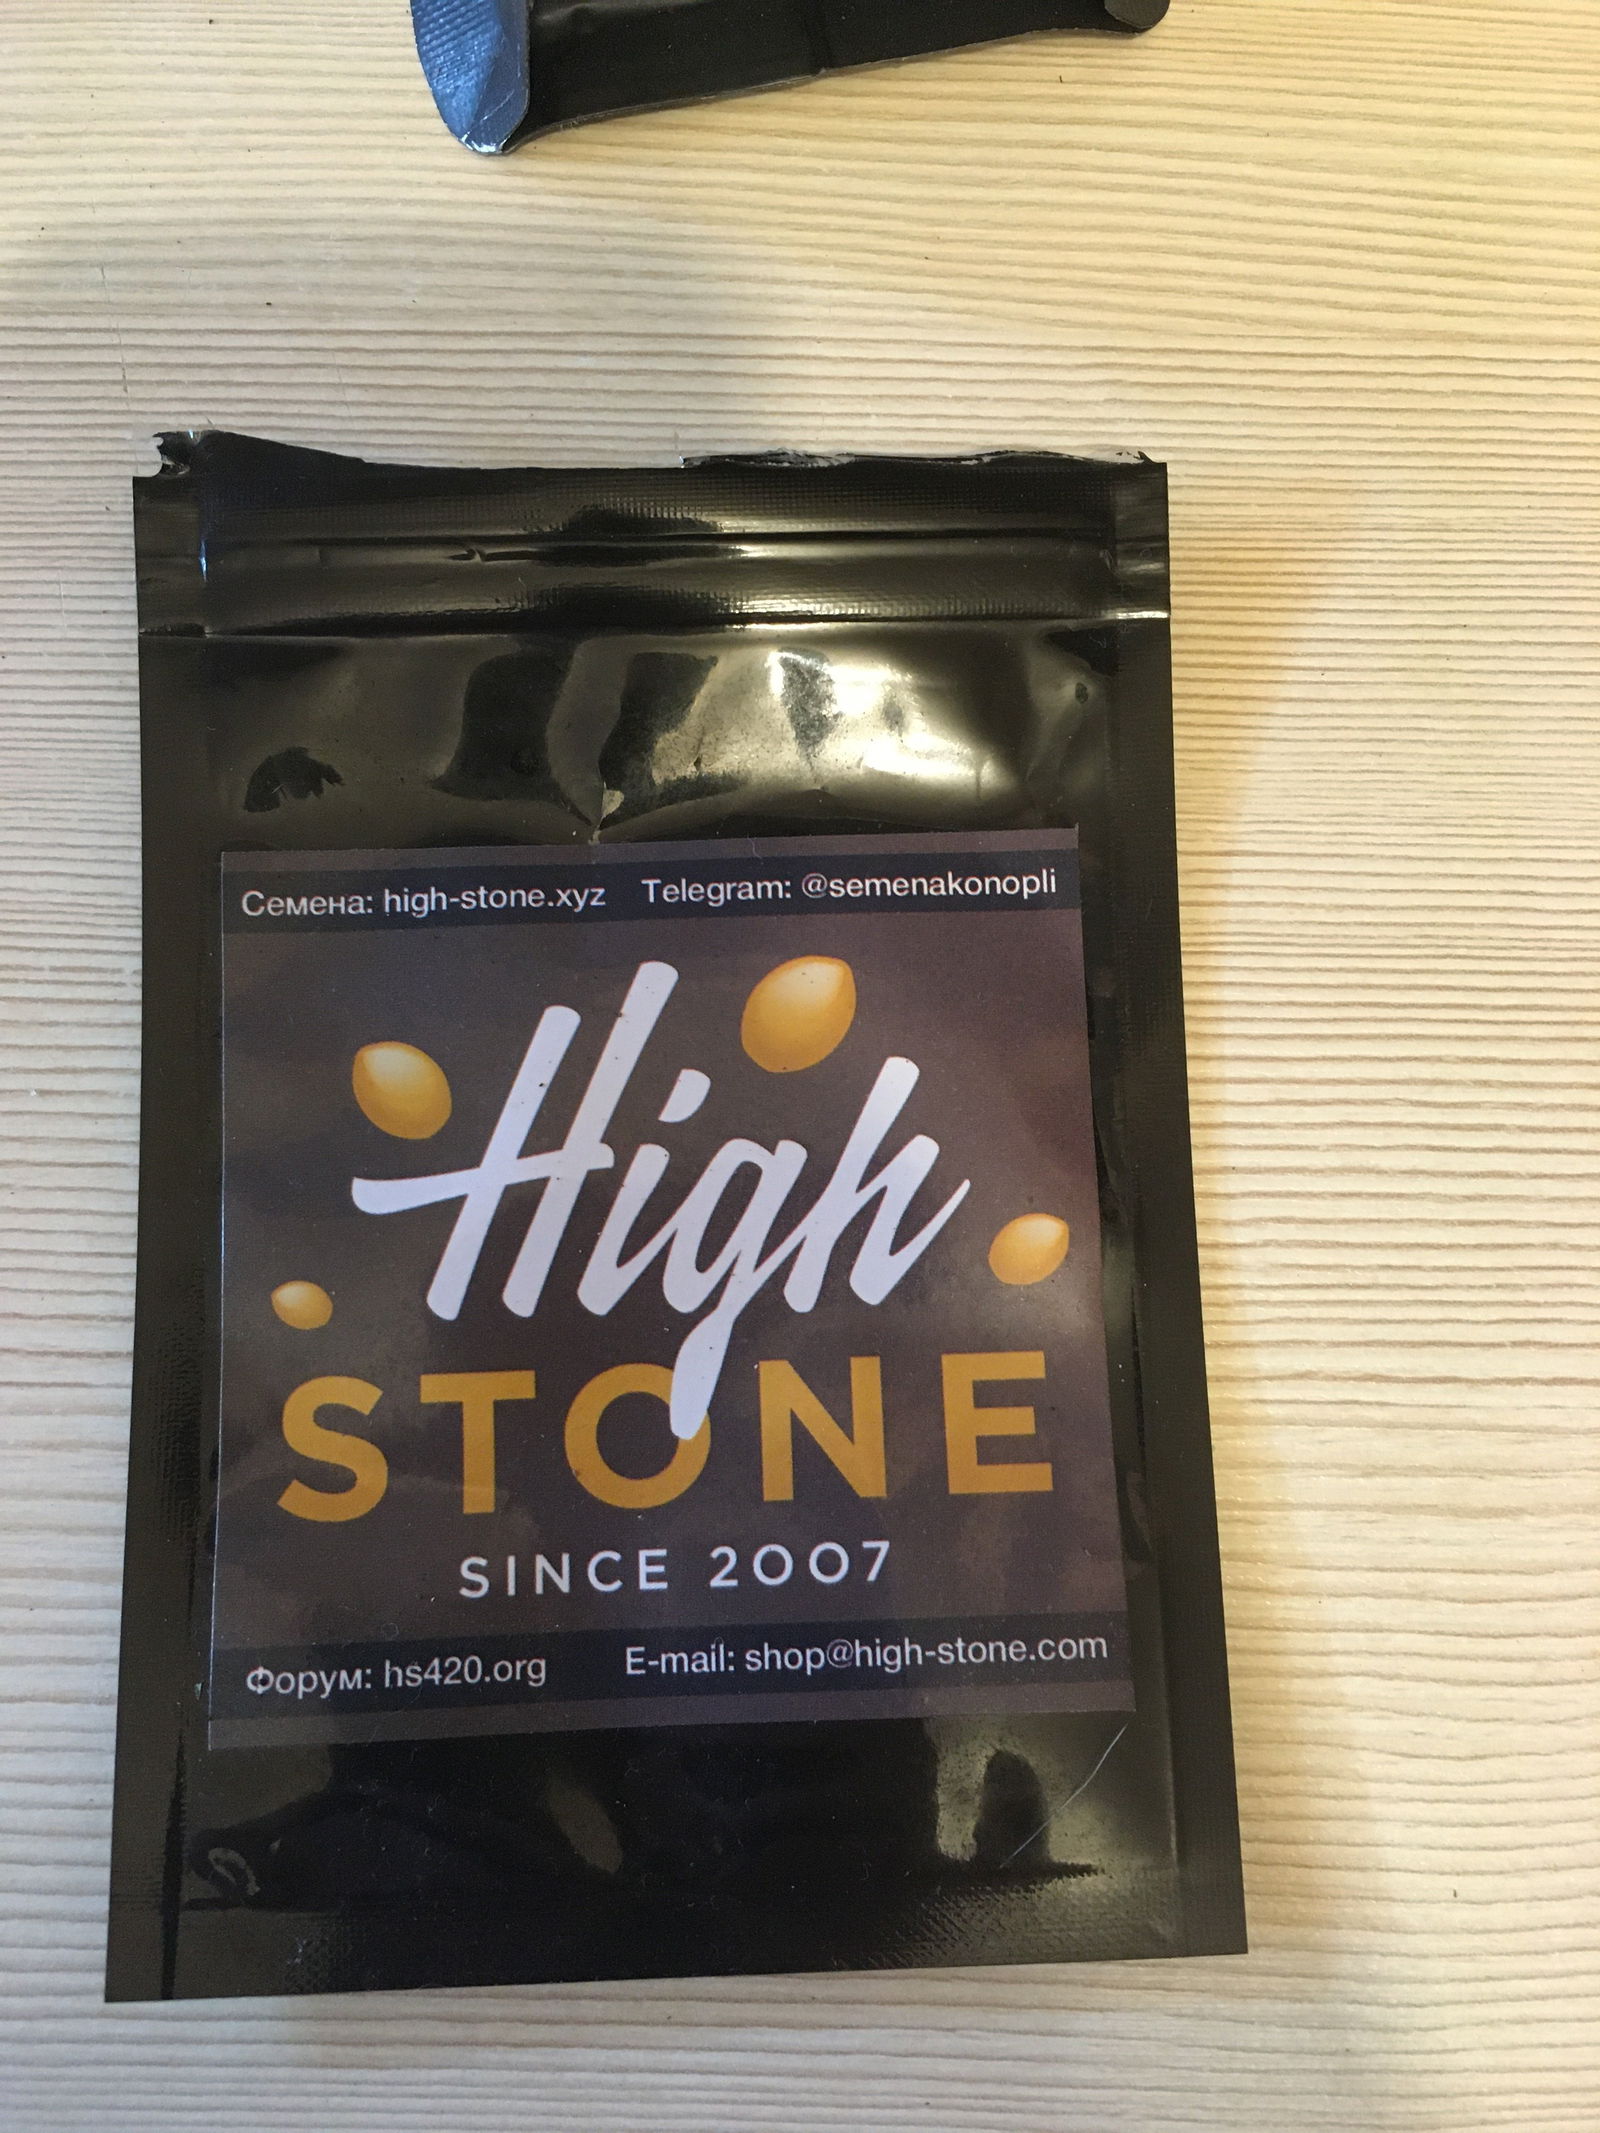 Семена: high-stone.xyz Telegram: @semenakonopli
High
STONE
SINCE 2007
Форум: hs420.org E-mail: shop@high-stone.com